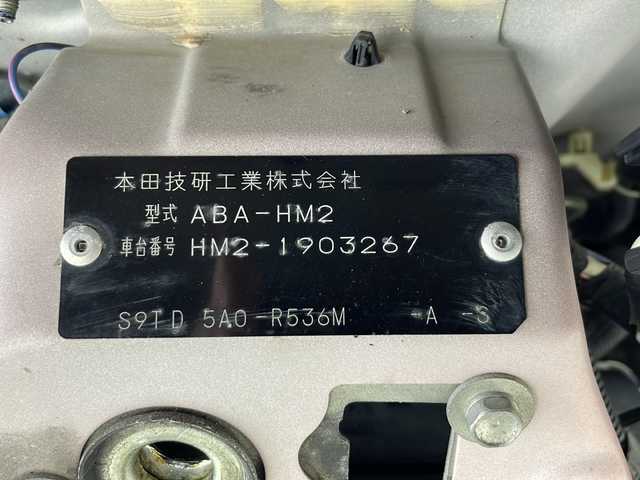 本田技研工業株式会社
型式 ABA-HM2
車台番号 HM2-1903267
S9TD 5A0-R536M -A -S